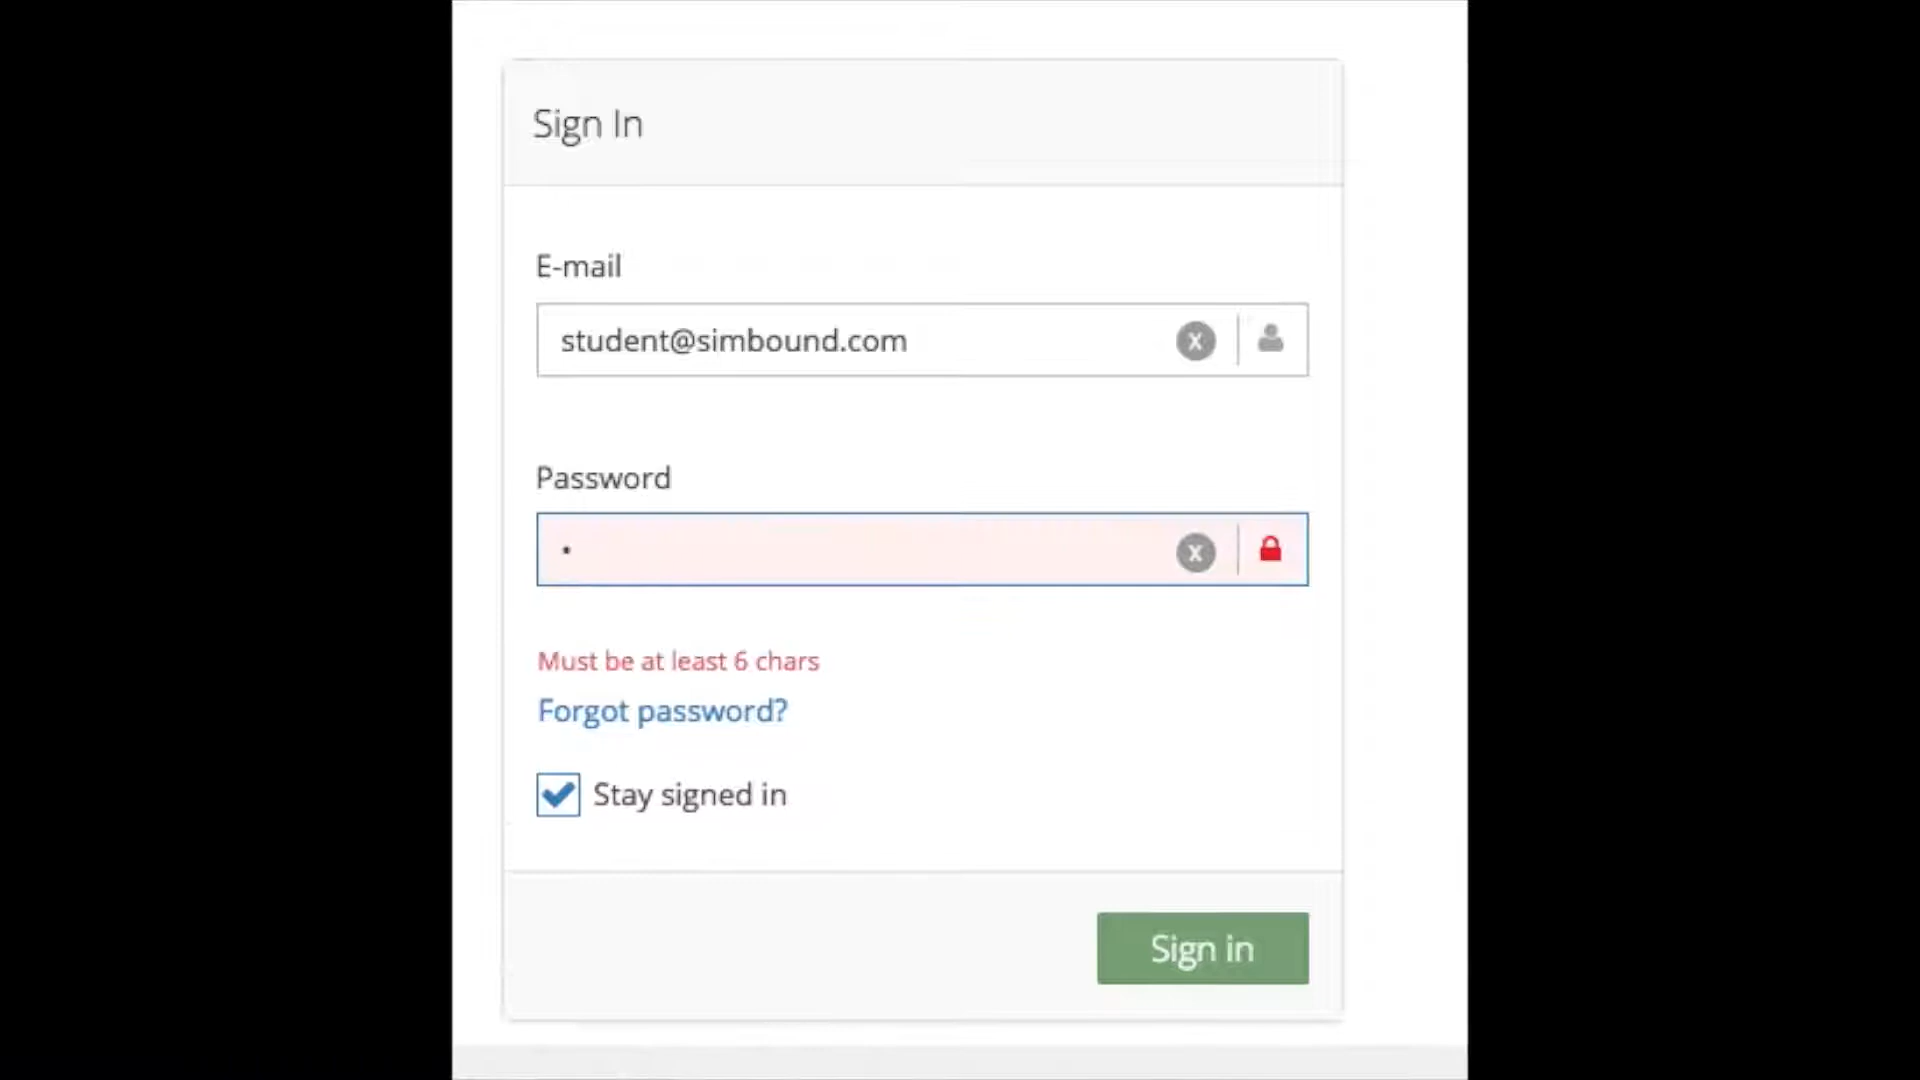 Sign In
E-mail
student@simbound.com
x
Password
•
x
Must be at least 6 chars
Forgot password?
Stay signed in
Sign in